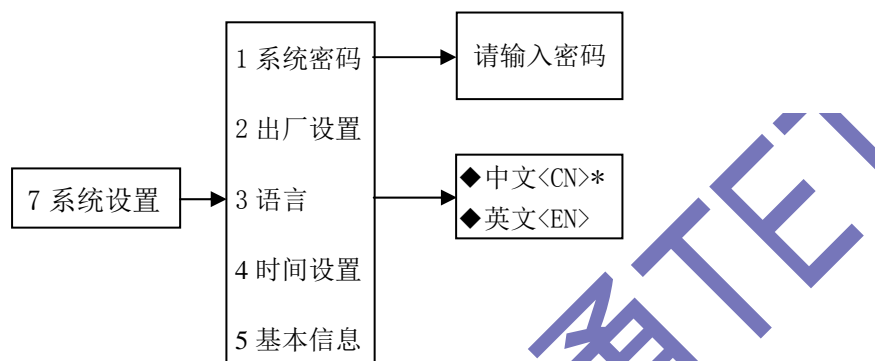 7 系统设置
1 系统密码
2 出厂设置
3 语言
4 时间设置
5 基本信息
请输入密码
◆中文<CN>*
◆英文<EN>